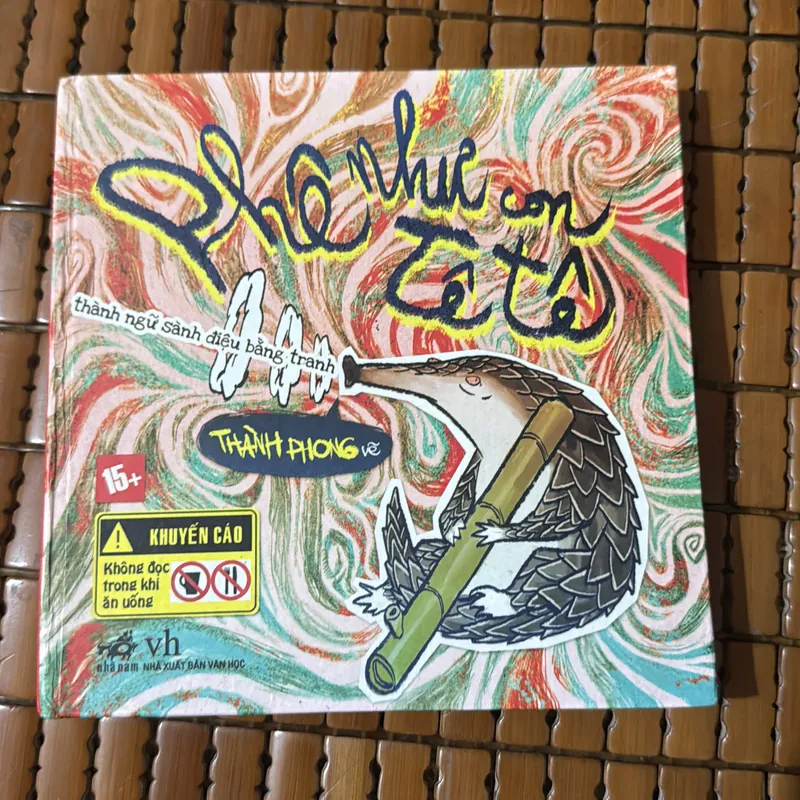 Phê như con
tê tê
thành ngữ sành điệu bằng tranh
THÀNH PHONG vẽ
15+
KHUYẾN CÁO
Không đọc
trong khi
ăn uống
vh
nhã nam NHÀ XUẤT BẢN VĂN HỌC